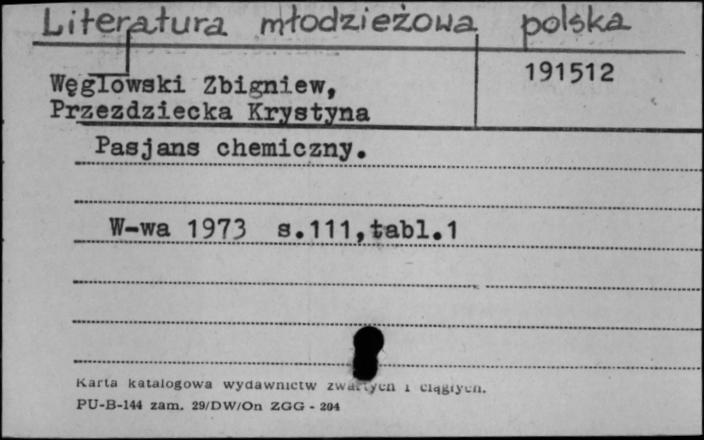 Literatura młodzieżowa polska
191512
Węglowski Zbigniew,
Przezdziecka Krystyna
Pasjans chemiczny.
W-wa 1973 s.111,tabl.1
Karta katalogowa wydawnictw zwartych i ciągłych.
PU-B-144 zam. 29/DW/On ZGG - 204